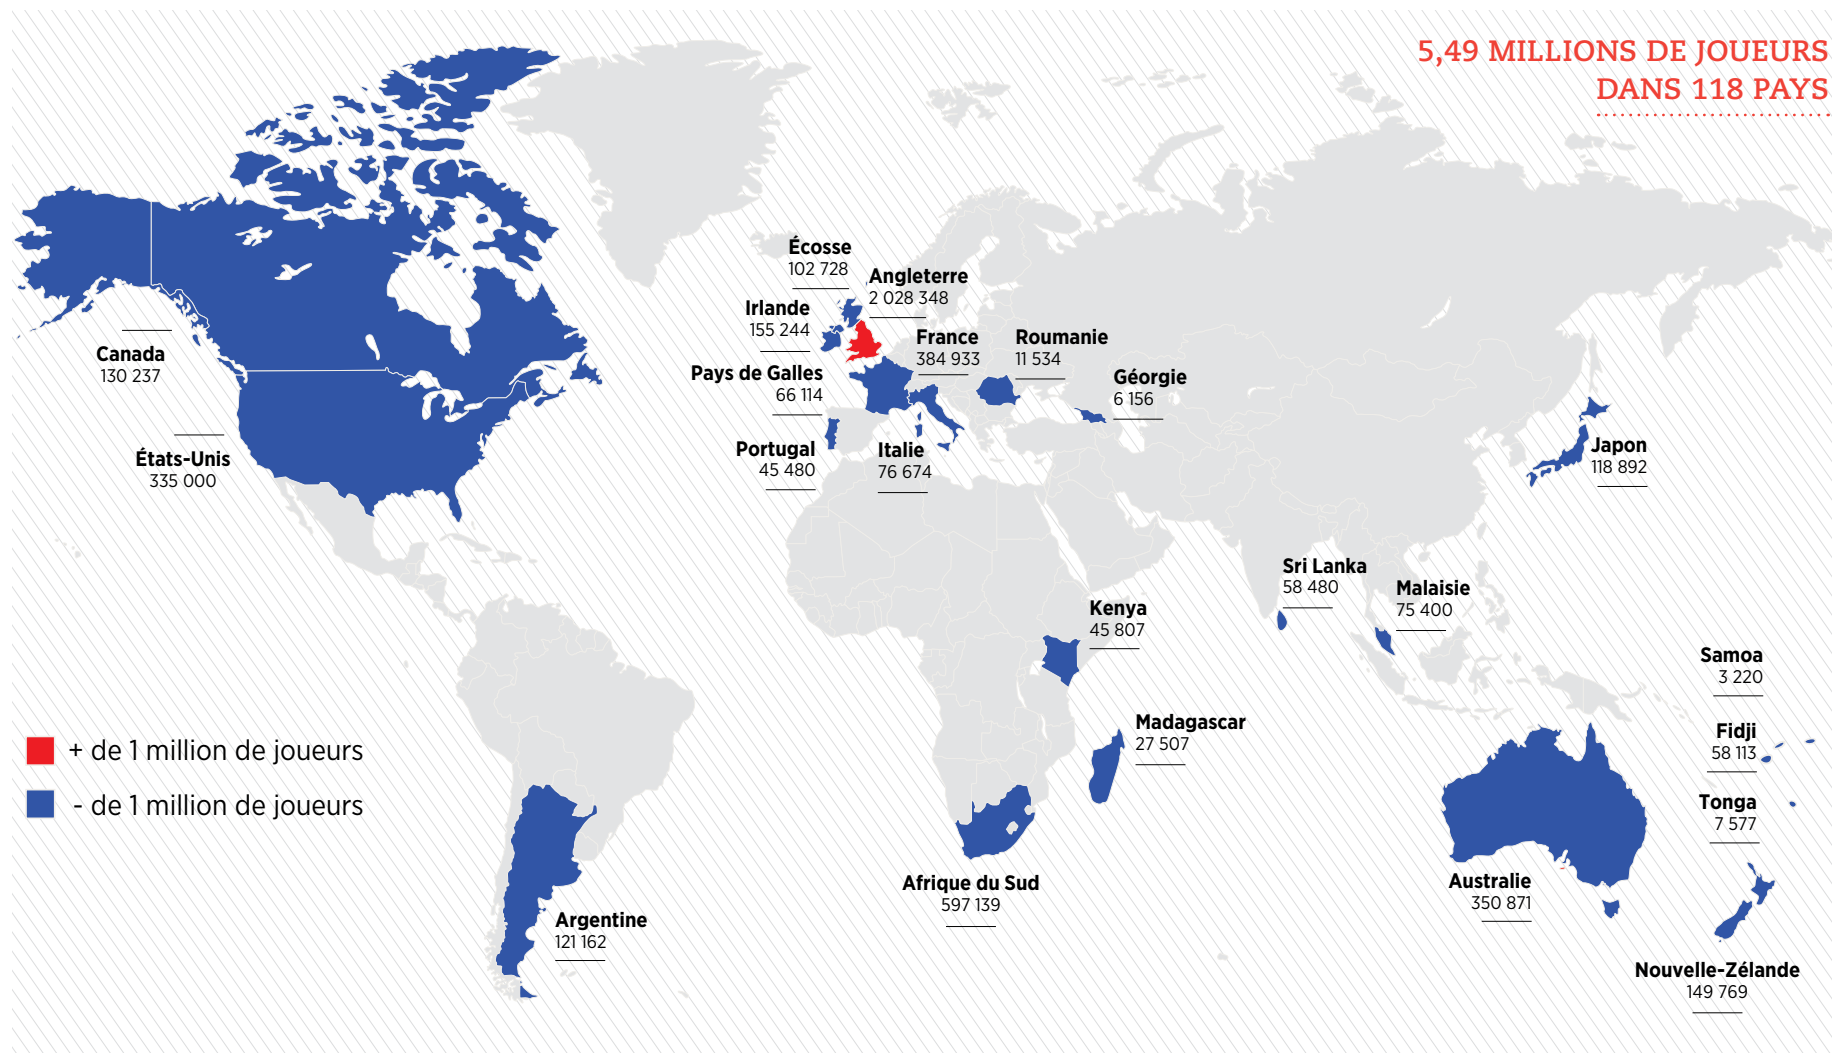 5,49 MILLIONS DE JOUEURS
DANS 118 PAYS
Écosse
102 728
Angleterre
2 028 348
Irlande
155 244
France
384 933
Roumanie
11 534
Canada
130 237
Pays de Galles
66 114
Géorgie
6 156
États-Unis
335 000
Portugal
45 480
Italie
76 674
Japon
118 892
Sri Lanka
58 480
Malaisie
75 400
Kenya
45 807
Samoa
3 220
Madagascar
27 507
Fidji
58 113
Tonga
7 577
+ de 1 million de joueurs
- de 1 million de joueurs
Afrique du Sud
597 139
Australie
350 871
Argentine
121 162
Nouvelle-Zélande
149 769